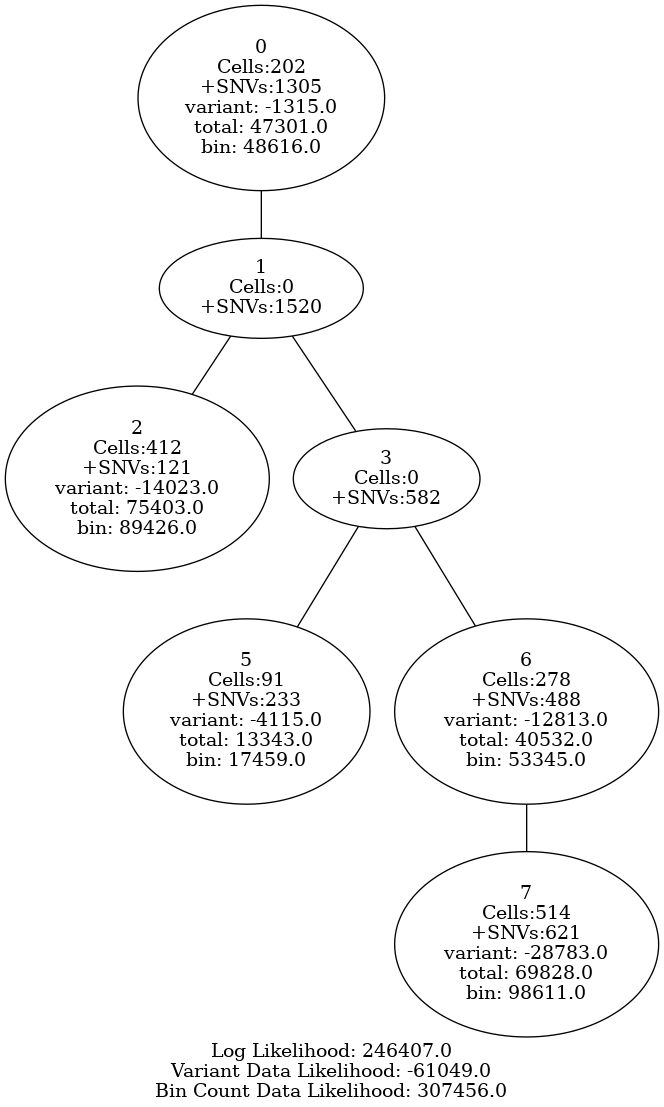 0
Cells:202
+SNVs:1305
variant: -1315.0
total: 47301.0
bin: 48616.0
1
Cells:0
+SNVs:1520
2
Cells:412
+SNVs:121
variant: -14023.0
total: 75403.0
bin: 89426.0
3
Cells:0
+SNVs:582
5
Cells:91
+SNVs:233
variant: -4115.0
total: 13343.0
bin: 17459.0
6
Cells:278
+SNVs:488
variant: -12813.0
total: 40532.0
bin: 53345.0
7
Cells:514
+SNVs:621
variant: -28783.0
total: 69828.0
bin: 98611.0
Log Likelihood: 246407.0
Variant Data Likelihood: -61049.0
Bin Count Data Likelihood: 307456.0